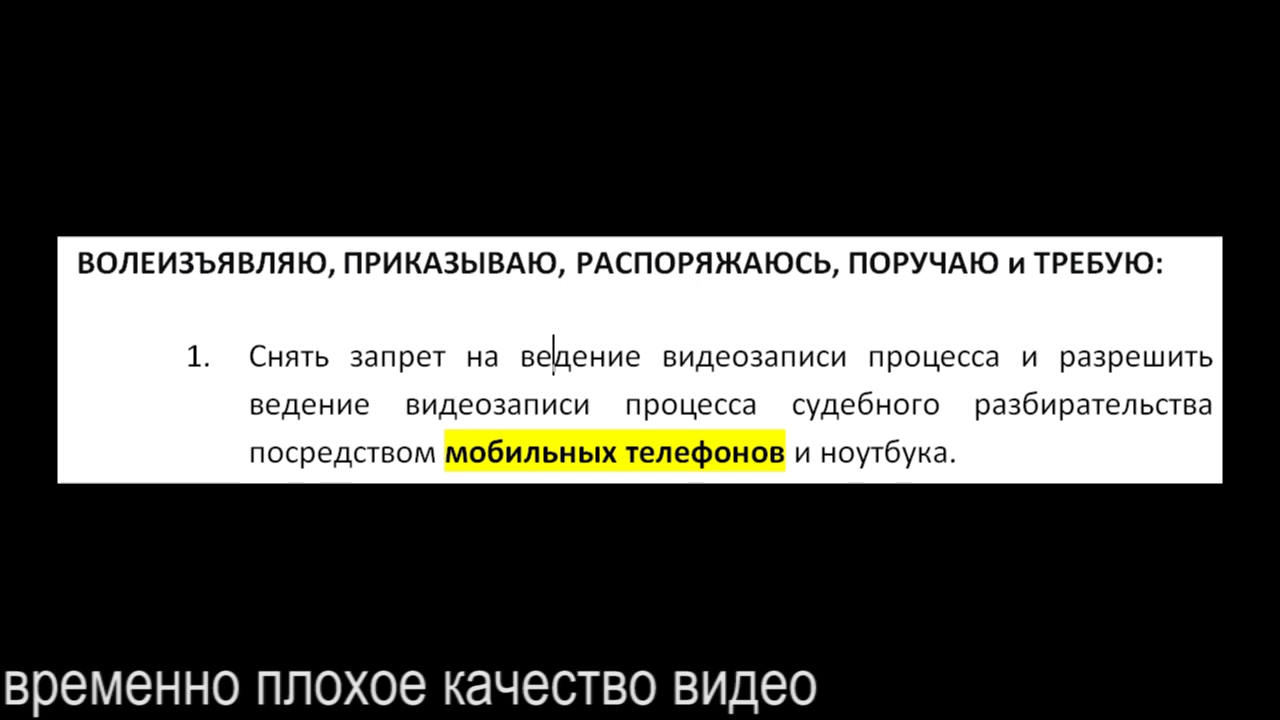 ВОЛЕИЗЪЯВЛЯЮ, ПРИКАЗЫВАЮ, РАСПОРЯЖАЮСЬ, ПОРУЧАЮ и ТРЕБУЮ:
1. Снять запрет на ведение видеозаписи процесса и разрешить
ведение видеозаписи процесса судебного разбирательства
посредством мобильных телефонов и ноутбука.
временно плохое качество видео